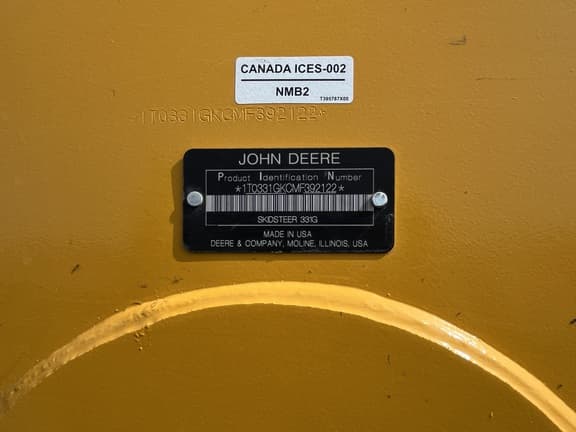 CANADA ICES-002
NMB2
T395787X00
*1T0331GKCMF392122*
JOHN DEERE
Product Identification Number
*1T0331GKCMF392122*
SKIDSTEER 331G
MADE IN USA
DEERE & COMPANY, MOLINE, ILLINOIS, USA